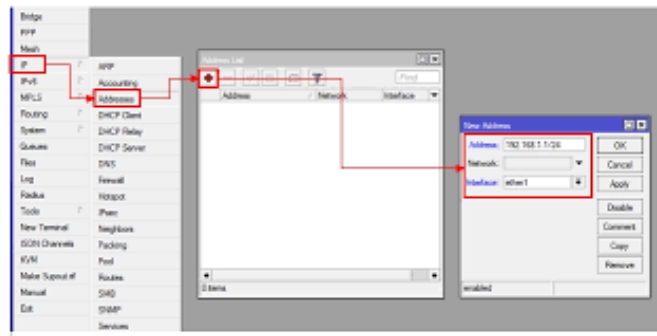 Bridge
PPP
Mesh
IP
IPv6
MPLS
Routing
System
Queues
Files
Log
Radius
Tools
New Terminal
ISDN Channels
KVM
Make Supout.rif
Manual
Exit
ARP
Accounting
Addresses
DHCP Client
DHCP Relay
DHCP Server
DNS
Firewall
Hotspot
IPsec
Neighbors
Packing
Pool
Routes
SMB
SNMP
Services
Address List
Find
Address Network Interface
0 items
New Address
Address: 192.168.1.1/24
Network:
Interface: ether1
OK
Cancel
Apply
Disable
Comment
Copy
Remove
enabled